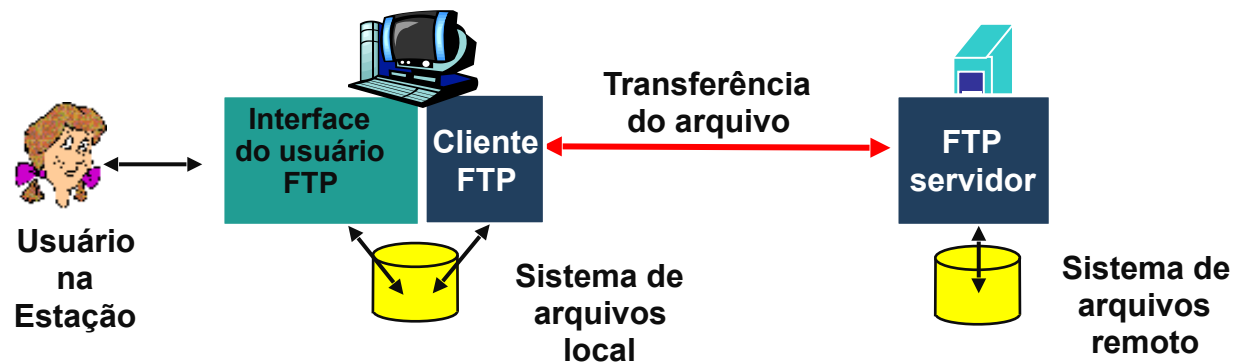 Usuário
na
Estação
Interface
do usuário
FTP
Cliente
FTP
Transferência
do arquivo
FTP
servidor
Sistema de
arquivos
local
Sistema de
arquivos
remoto